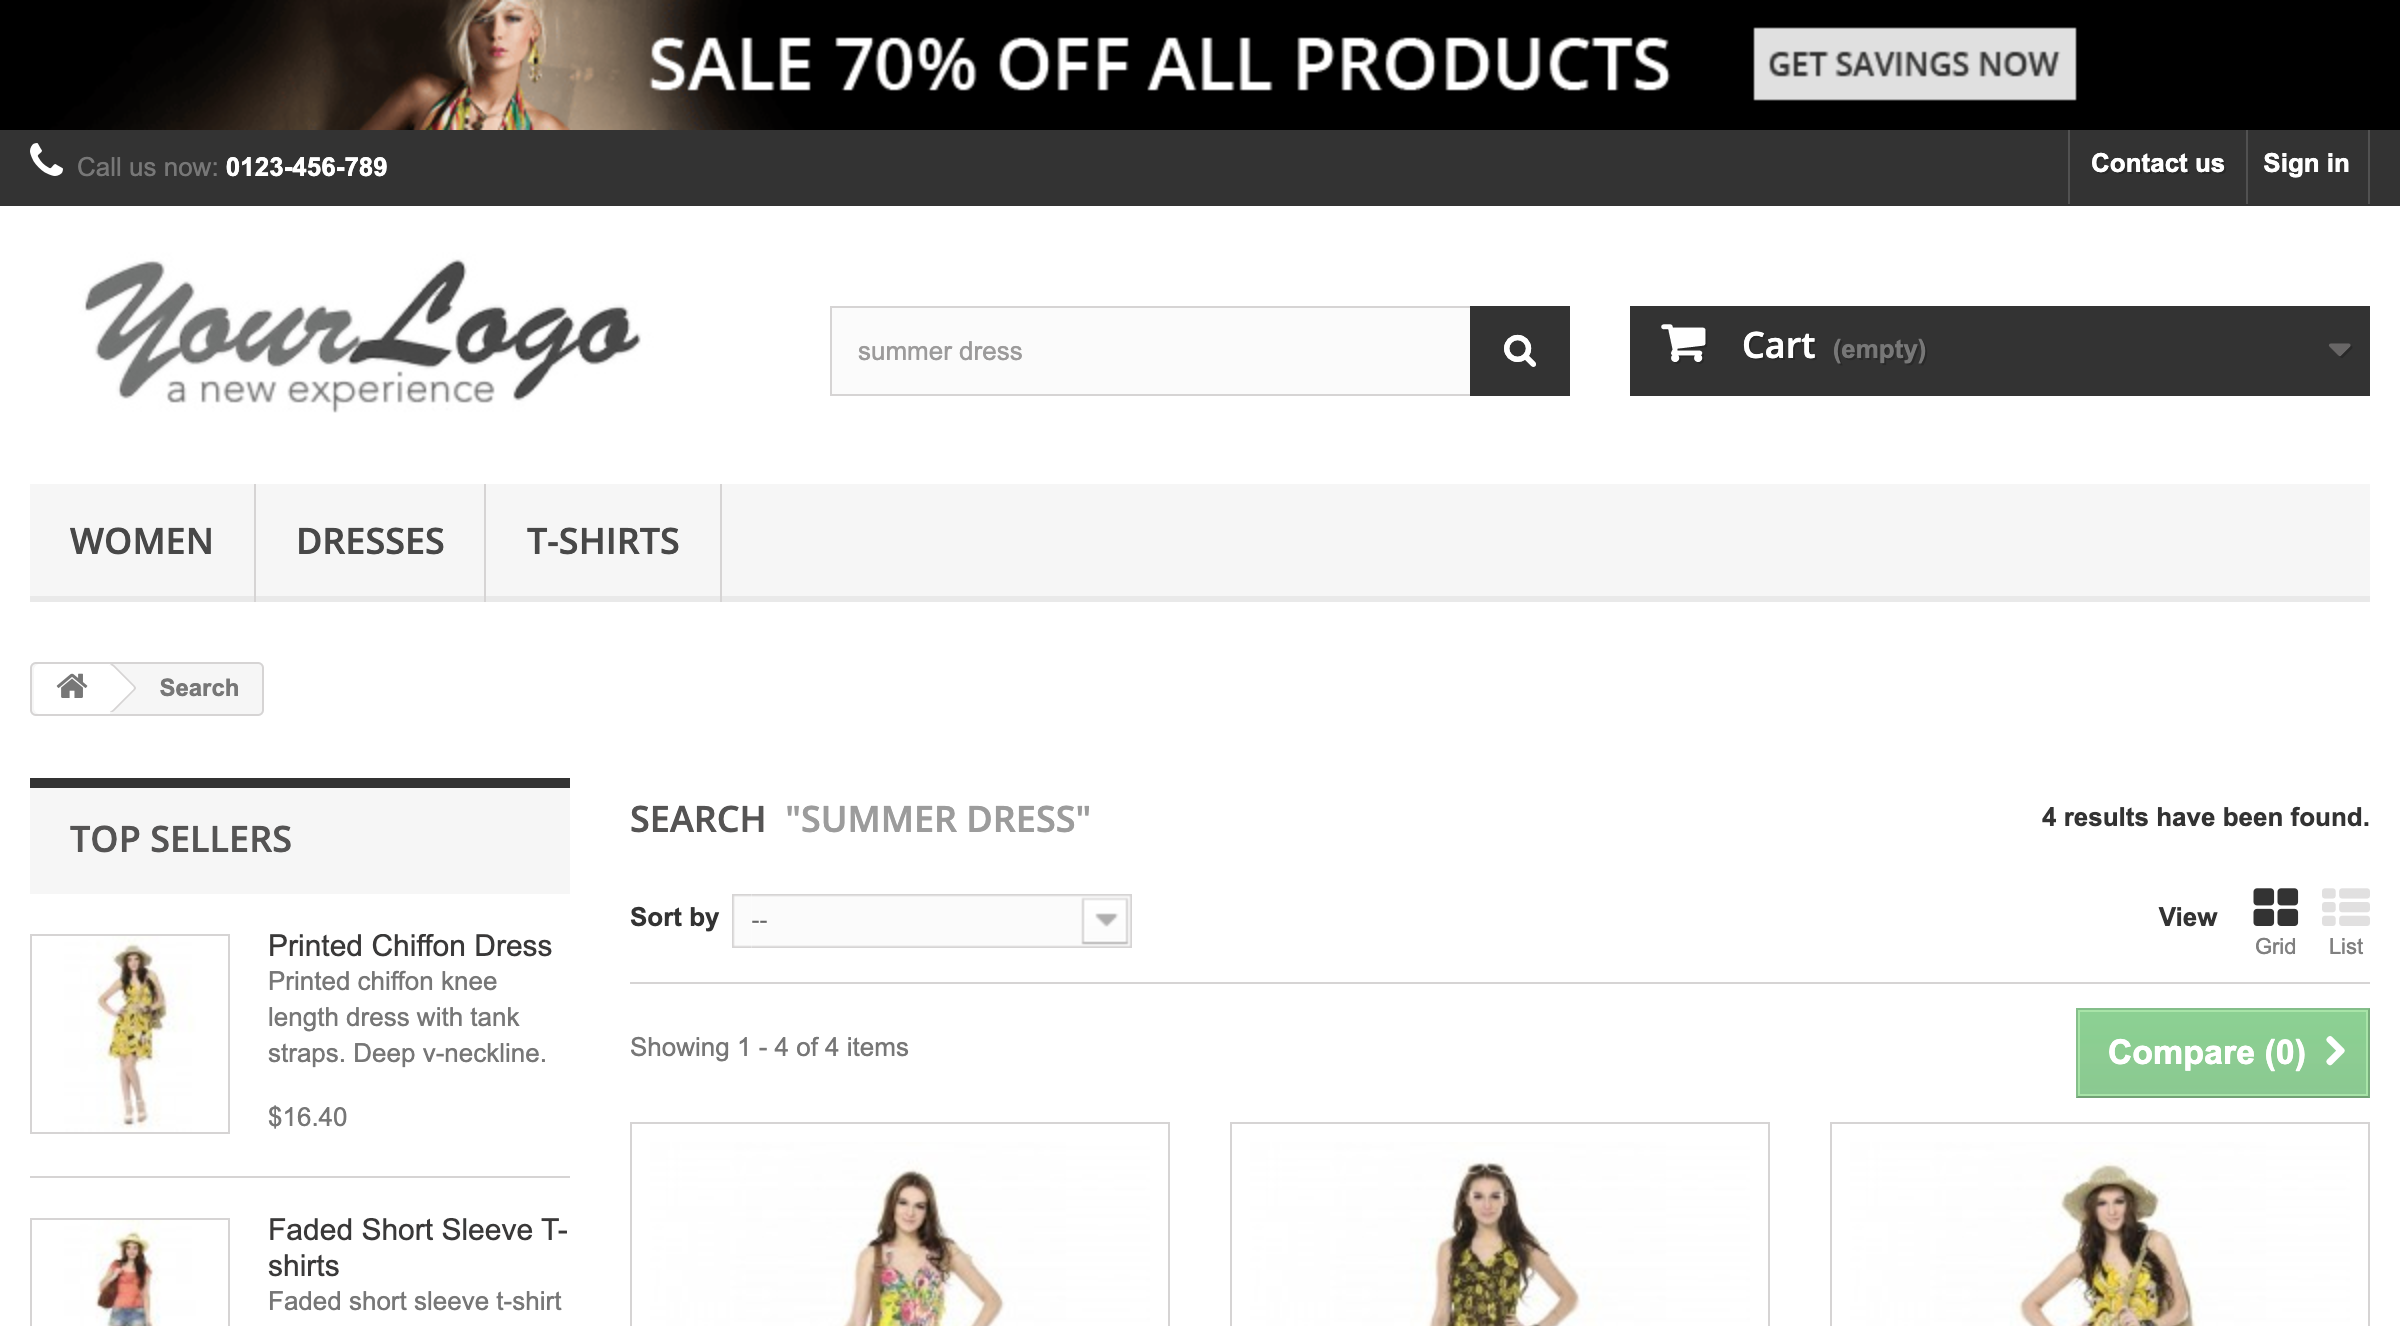 SALE 70% OFF ALL PRODUCTS
GET SAVINGS NOW
Call us now: 0123-456-789
Contact us
Sign in
YourLogo
a new experience
summer dress
Cart (empty)
WOMEN
DRESSES
T-SHIRTS
Search
TOP SELLERS
Printed Chiffon Dress
Printed chiffon knee
length dress with tank
straps. Deep v-neckline.
$16.40
Faded Short Sleeve T-
shirts
Faded short sleeve t-shirt
SEARCH "SUMMER DRESS"
4 results have been found.
Sort by
--
View
Grid
List
Showing 1 - 4 of 4 items
Compare (0)